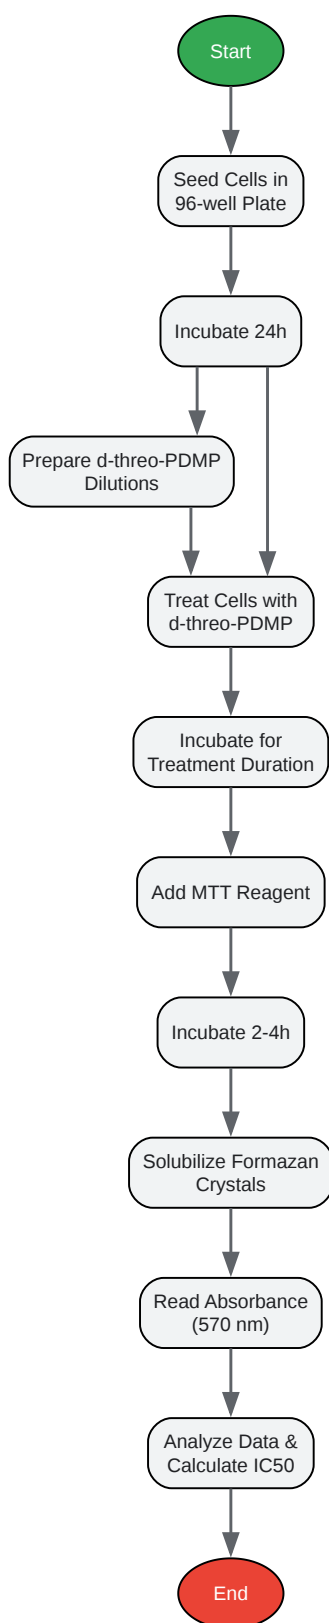 Start
Seed Cells in
96-well Plate
Incubate 24h
Prepare d-threo-PDMP
Dilutions
Treat Cells with
d-threo-PDMP
Incubate for
Treatment Duration
Add MTT Reagent
Incubate 2-4h
Solubilize Formazan
Crystals
Read Absorbance
(570 nm)
Analyze Data &
Calculate IC50
End